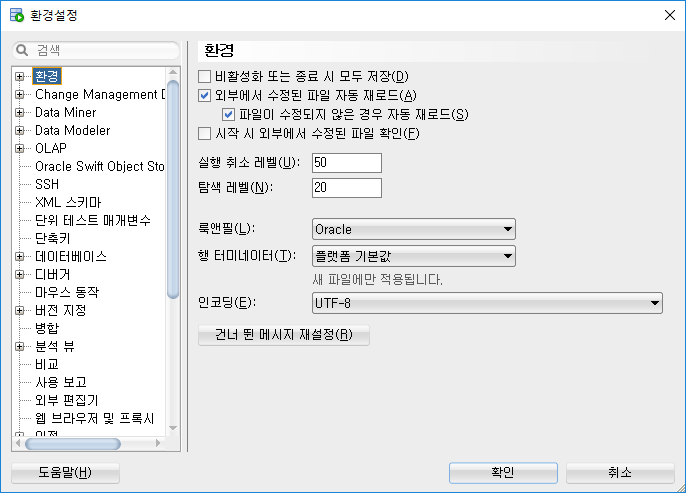 환경설정
검색
환경
Change Management D
Data Miner
Data Modeler
OLAP
Oracle Swift Object Sto
SSH
XML 스키마
단위 테스트 매개변수
단축키
데이터베이스
디버거
마우스 동작
버전 지정
병합
분석 뷰
비교
사용 보고
외부 편집기
웹 브라우저 및 프록시
환경
비활성화 또는 종료 시 모두 저장(D)
외부에서 수정된 파일 자동 재로드(A)
파일이 수정되지 않은 경우 자동 재로드(S)
시작 시 외부에서 수정된 파일 확인(F)
실행 취소 레벨(U): 50
탐색 레벨(N): 20
룩앤필(L): Oracle
행 터미네이터(T): 플랫폼 기본값
새 파일에만 적용됩니다.
인코딩(E): UTF-8
건너 뛴 메시지 재설정(R)
도움말(H)
확인
취소